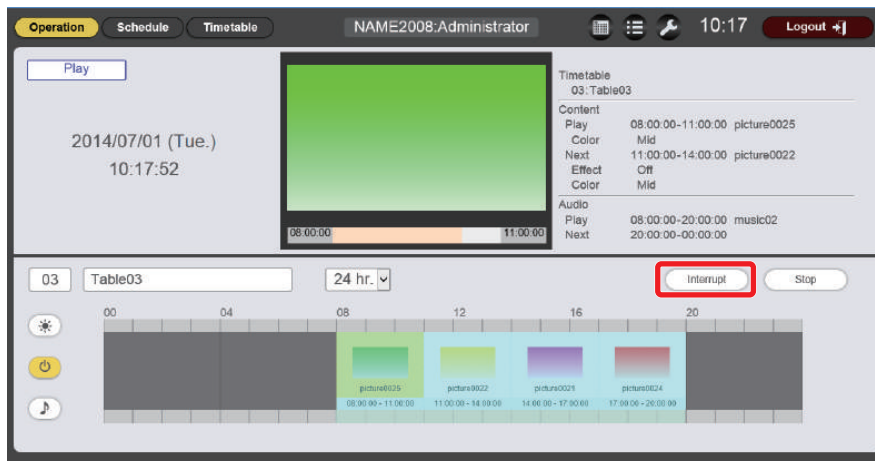 Operation Schedule Timetable NAME2008:Administrator 10:17 Logout
Play
2014/07/01 (Tue.)
10:17:52
08:00:00 11:00:00
Timetable
03:Table03
Content
Play 08:00:00-11:00:00 picture0025
Color Mid
Next 11:00:00-14:00:00 picture0022
Effect Off
Color Mid
Audio
Play 08:00:00-20:00:00 music02
Next 20:00:00-00:00:00
03 Table03 24 hr. Interrupt Stop
00 04 08 12 16 20
picture0025 picture0022 picture0021 picture0024
08:00:00 - 11:00:00 11:00:00 - 14:00:00 14:00:00 - 17:00:00 17:00:00 - 20:00:00